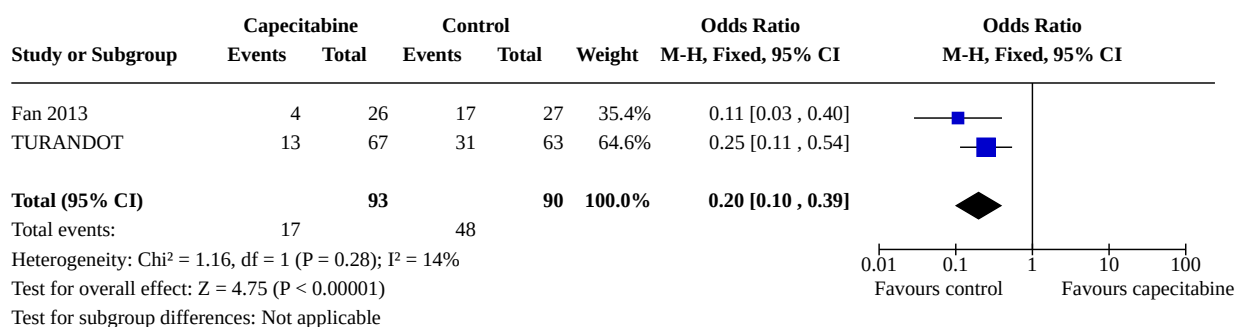 Capecitabine Control Odds Ratio Odds Ratio
Study or Subgroup Events Total Events Total Weight M-H, Fixed, 95% CI M-H, Fixed, 95% CI
Fan 2013 4 26 17 27 35.4% 0.11 [0.03 , 0.40]
TURANDOT 13 67 31 63 64.6% 0.25 [0.11 , 0.54]
Total (95% CI) 93 90 100.0% 0.20 [0.10 , 0.39]
Total events: 17 48
Heterogeneity: Chi² = 1.16, df = 1 (P = 0.28); I² = 14%
0.01 0.1 1 10 100
Test for overall effect: Z = 4.75 (P < 0.00001) Favours control Favours capecitabine
Test for subgroup differences: Not applicable